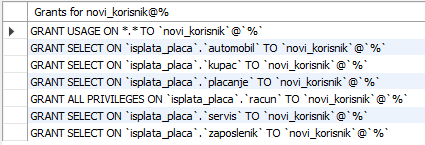 Grants for novi_korisnik@%
GRANT USAGE ON *.* TO `novi_korisnik`@`%`
GRANT SELECT ON `isplata_placa`.`automobil` TO `novi_korisnik`@`%`
GRANT SELECT ON `isplata_placa`.`kupac` TO `novi_korisnik`@`%`
GRANT SELECT ON `isplata_placa`.`placanje` TO `novi_korisnik`@`%`
GRANT ALL PRIVILEGES ON `isplata_placa`.`racun` TO `novi_korisnik`@`%`
GRANT SELECT ON `isplata_placa`.`servis` TO `novi_korisnik`@`%`
GRANT SELECT ON `isplata_placa`.`zaposlenik` TO `novi_korisnik`@`%`